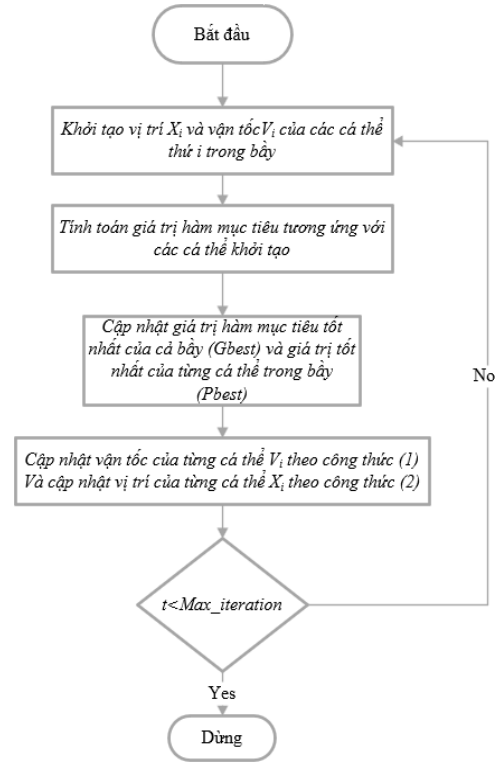 Bắt đầu
Khởi tạo vị trí Xi và vận tốcVi của các cá thể
thứ i trong bầy
Tính toán giá trị hàm mục tiêu tương ứng với
các cá thể khởi tạo
Cập nhật giá trị hàm mục tiêu tốt
nhất của cả bầy (Gbest) và giá trị tốt
nhất của từng cá thể trong bầy
(Pbest)
Cập nhật vận tốc của từng cá thể Vi theo công thức (1)
Và cập nhật vị trí của từng cá thể Xi theo công thức (2)
t<Max_iteration
No
Yes
Dừng